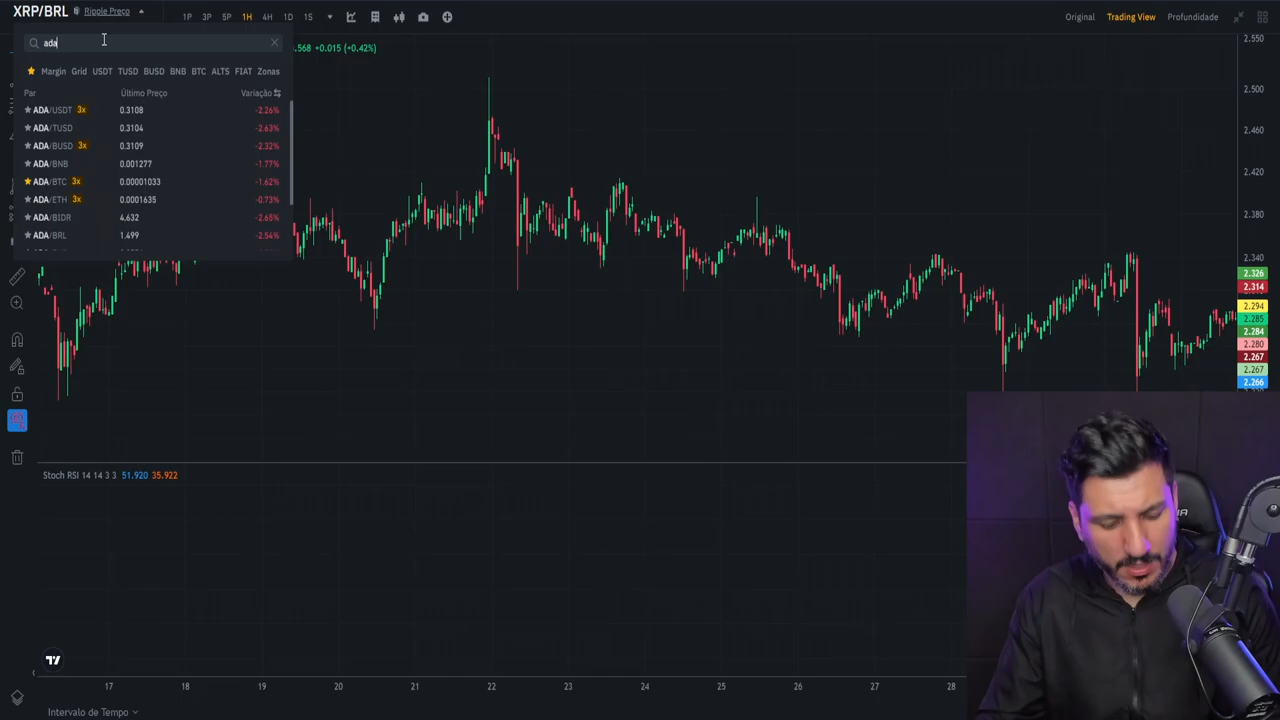 XRP/BRL Ripple Preço 1P 3P 5P 1H 4H 1D 1S Original Trading View Profundidade
ada
.568 +0.015 (+0.42%)
Margin Grid USDT TUSD BUSD BNB BTC ALTS FIAT Zonas
Par Último Preço Variação
ADA/USDT 3x 0.3108 -2.26%
ADA/TUSD 0.3104 -2.63%
ADA/BUSD 3x 0.3109 -2.32%
ADA/BNB 0.001277 -1.77%
ADA/BTC 3x 0.00001033 -1.62%
ADA/ETH 3x 0.0001635 -0.73%
ADA/BIDR 4,632 -2.65%
ADA/BRL 1.499 -2.54%
2.550
2.500
2.460
2.420
2.380
2.340
2.326
2.314
2.294
2.285
2.284
2.280
2.267
2.267
2.266
Stoch RSI 14 14 3 3 51.920 35.922
17 18 19 20 21 22 23 24 25 26 27 28
Intervalo de Tempo